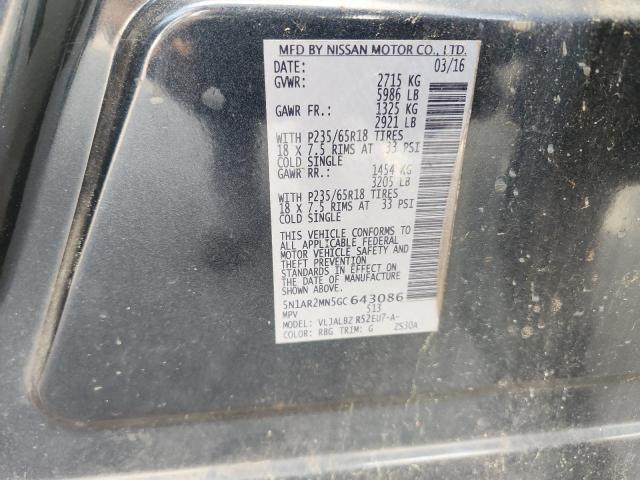 MFD BY NISSAN MOTOR CO., LTD.
DATE: 03/16
GVWR: 2715 KG
5986 LB
GAWR FR.: 1325 KG
2921 LB
WITH P235/65R18 TIRES
18 X 7.5 RIMS AT 33 PSI
COLD SINGLE
GAWR RR.: 1454 KG
3205 LB
WITH P235/65R18 TIRES
18 X 7.5 RIMS AT 33 PSI
COLD SINGLE
THIS VEHICLE CONFORMS TO
ALL APPLICABLE FEDERAL
MOTOR VEHICLE SAFETY AND
THEFT PREVENTION
STANDARDS IN EFFECT ON
THE DATE OF MANUFACTURE
SHOWN ABOVE.
5N1AR2MN5GC 643086
MPV 513
MODEL: VLJALBZ R52EU7-A-
COLOR: RBG TRIM: G ZS30A